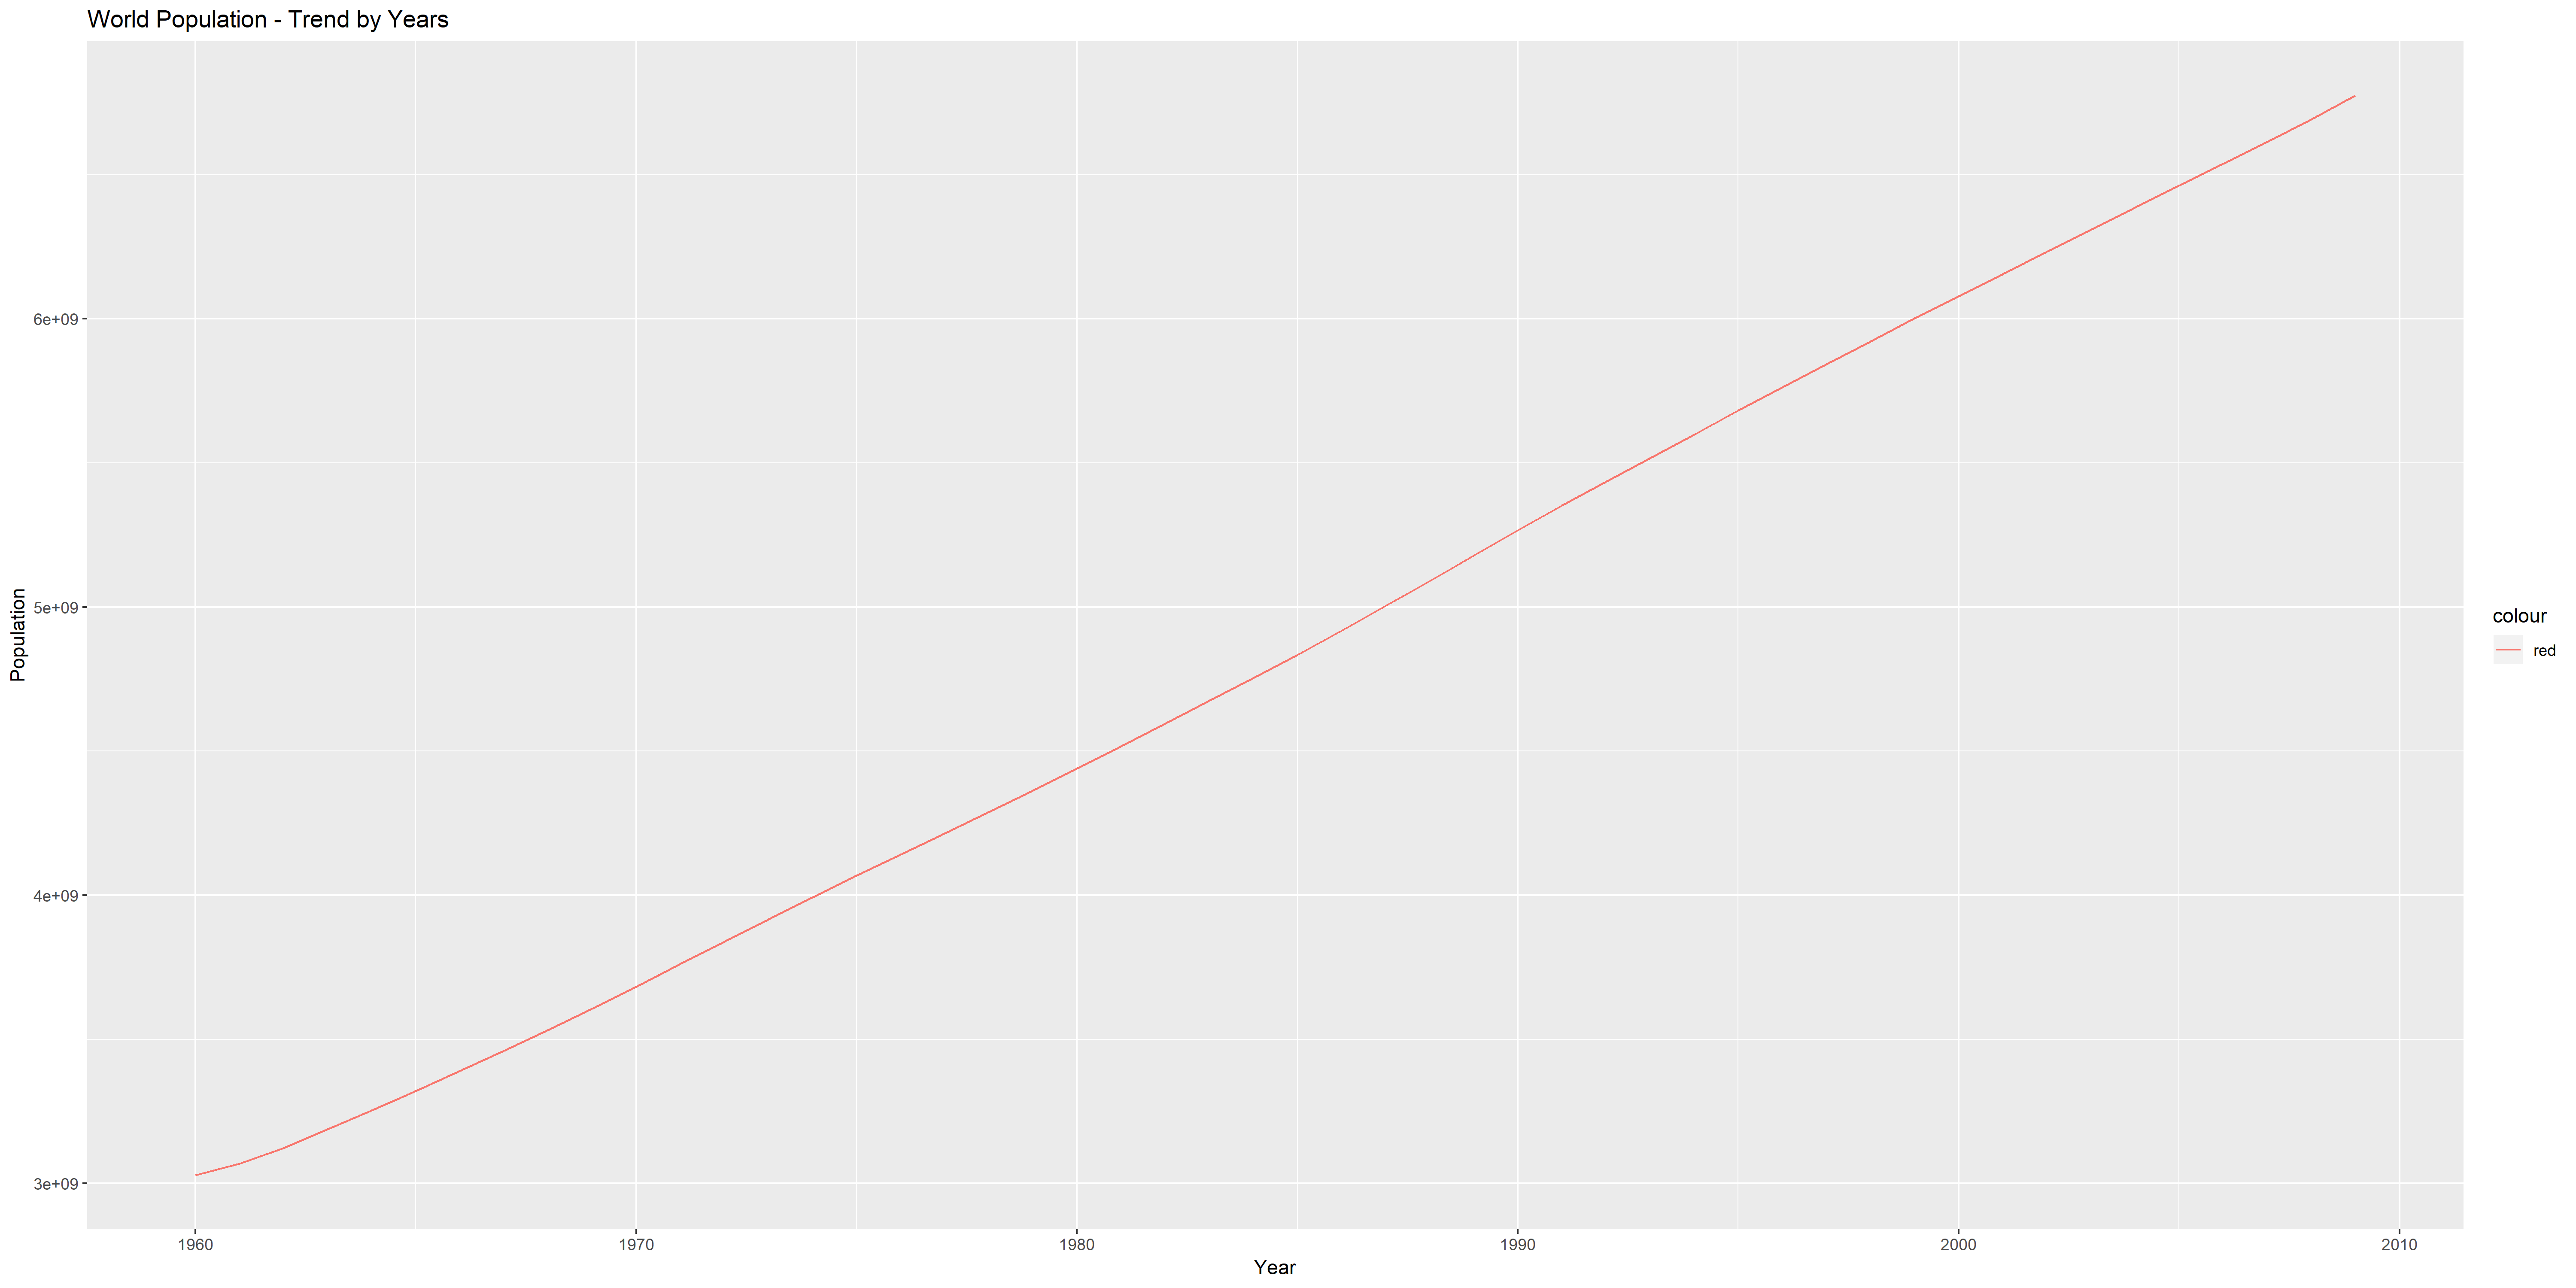 World Population - Trend by Years
Population
6e+09
5e+09
4e+09
3e+09
1960
1970
1980
1990
2000
2010
Year
colour
red